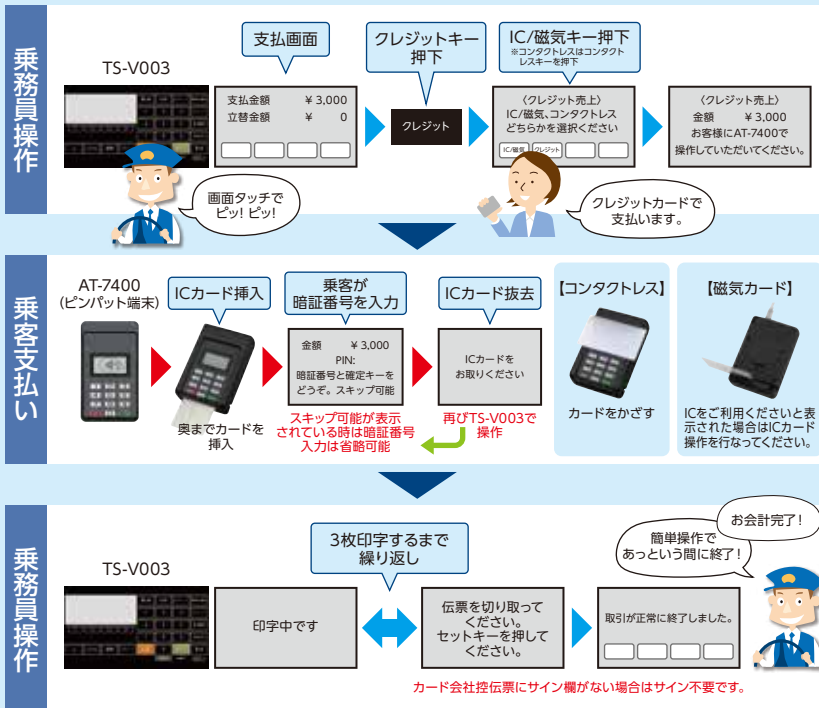 乗務員操作
TS-V003
支払画面
支払金額 ¥ 3,000
立替金額 ¥ 0
クレジットキー
押下
クレジット
IC/磁気キー押下
※コンタクトレスはコンタクト
レスキーを押下
〈クレジット売上〉
IC/磁気、コンタクトレス
どちらかを選択ください
IC/磁気 クレジット
〈クレジット売上〉
金額 ¥ 3,000
お客様にAT-7400で
操作していただいてください。
画面タッチで
ピッ! ピッ!
クレジットカードで
支払います。
乗客支払い
AT-7400
(ピンパット端末)
ICカード挿入
奥までカードを
挿入
乗客が
暗証番号を入力
金額 ¥ 3,000
PIN:
暗証番号と確定キーを
どうぞ。スキップ可能
スキップ可能が表示
されている時は暗証番号
入力は省略可能
ICカード抜去
ICカードを
お取りください
再びTS-V003で
操作
【コンタクトレス】
カードをかざす
【磁気カード】
ICをご利用くださいと表
示された場合はICカード
操作を行なってください。
乗務員操作
TS-V003
3枚印字するまで
繰り返し
印字中です
伝票を切り取って
ください。
セットキーを押して
ください。
取引が正常に終了しました。
簡単操作で
あっという間に終了!
お会計完了!
カード会社控伝票にサイン欄がない場合はサイン不要です。